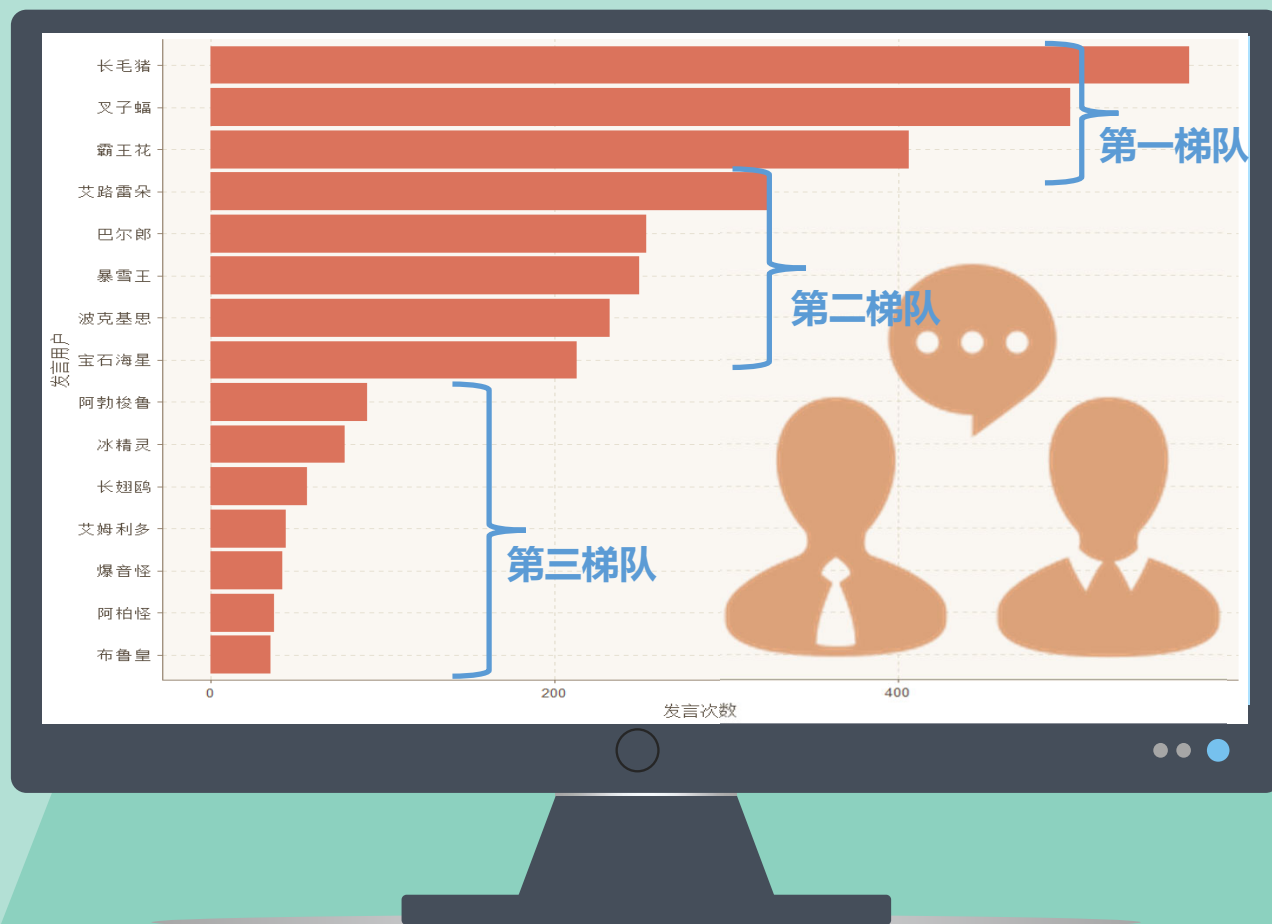 长毛猪
叉子蝠
霸王花
艾路雷朵
巴尔郎
暴雪王
波克基思
宝石海星
阿勃梭鲁
冰精灵
长翅鸥
艾姆利多
爆音怪
阿柏怪
布鲁皇
发言用户
第一梯队
第二梯队
第三梯队
0 200 400
发言次数